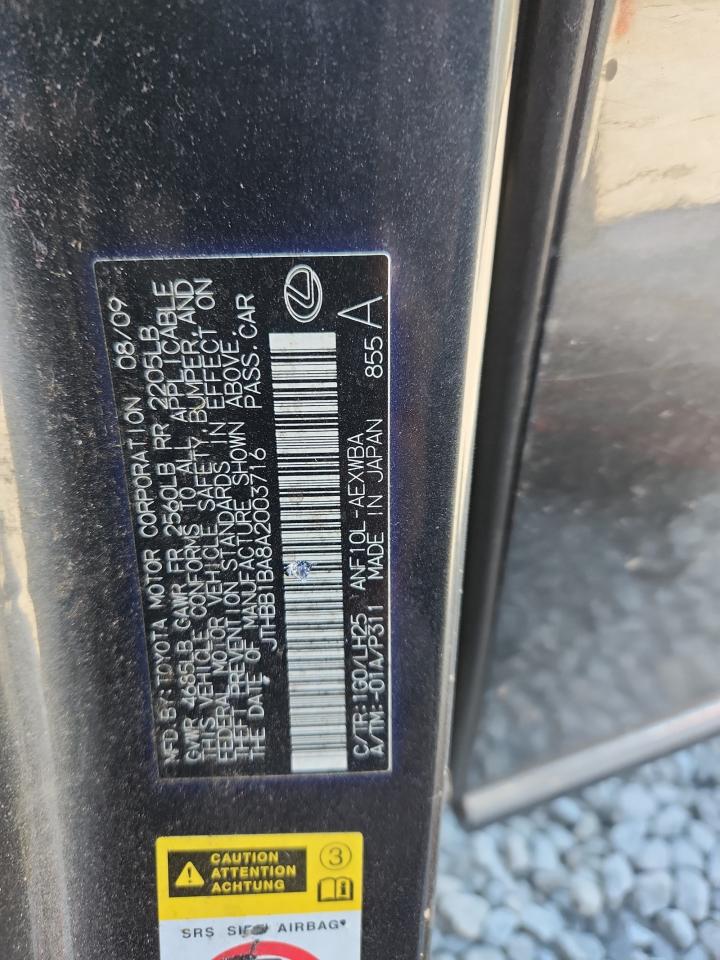 MFD.BY:TOYOTA MOTOR CORPORATION 08/09
GVWR 4685LB GAWR FR 2560LB RR 2205LB
THIS VEHICLE CONFORMS TO ALL APPLICABLE
FEDERAL MOTOR VEHICLE SAFETY,BUMPER,AND
THEFT PREVENTION STANDARDS IN EFFECT ON
THE DATE OF MANUFACTURE SHOWN ABOVE.
JTHBB1BA8A2003716 PASS.CAR
C/TR:1G0/LH25 ANF10L-AEXWBA
A/TM:-01A/P311 MADE IN JAPAN 855 A
CAUTION
ATTENTION
ACHTUNG
3
SRS SIDE AIRBAG